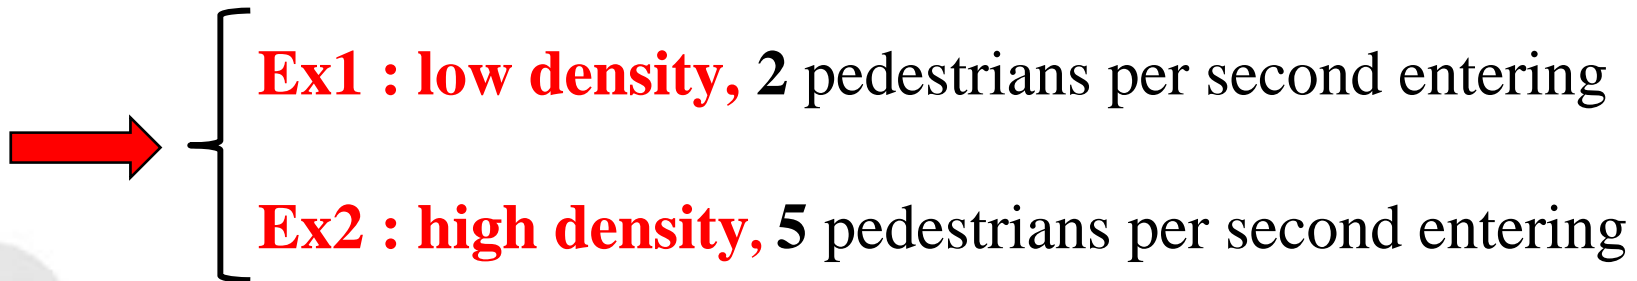 Ex1 : low density, 2 pedestrians per second entering
Ex2 : high density, 5 pedestrians per second entering